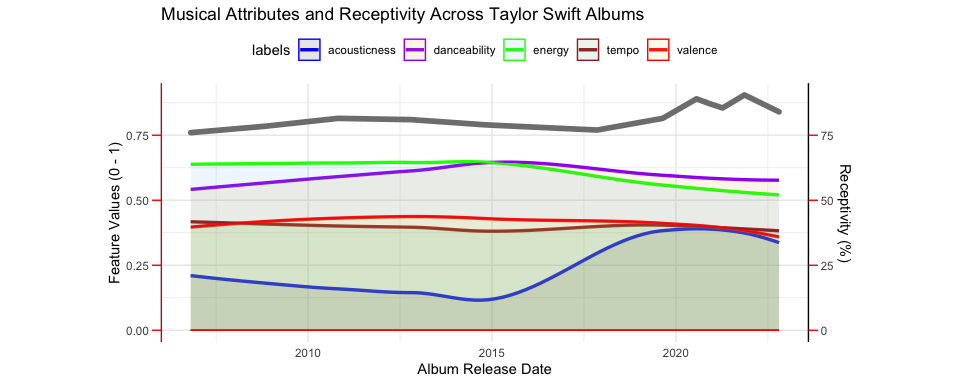 Musical Attributes and Receptivity Across Taylor Swift Albums
labels acousticness danceability energy tempo valence
Feature Values (0 - 1)
0.75
0.50
0.25
0.00
75
50
25
0
Receptivity (%)
2010 2015 2020
Album Release Date